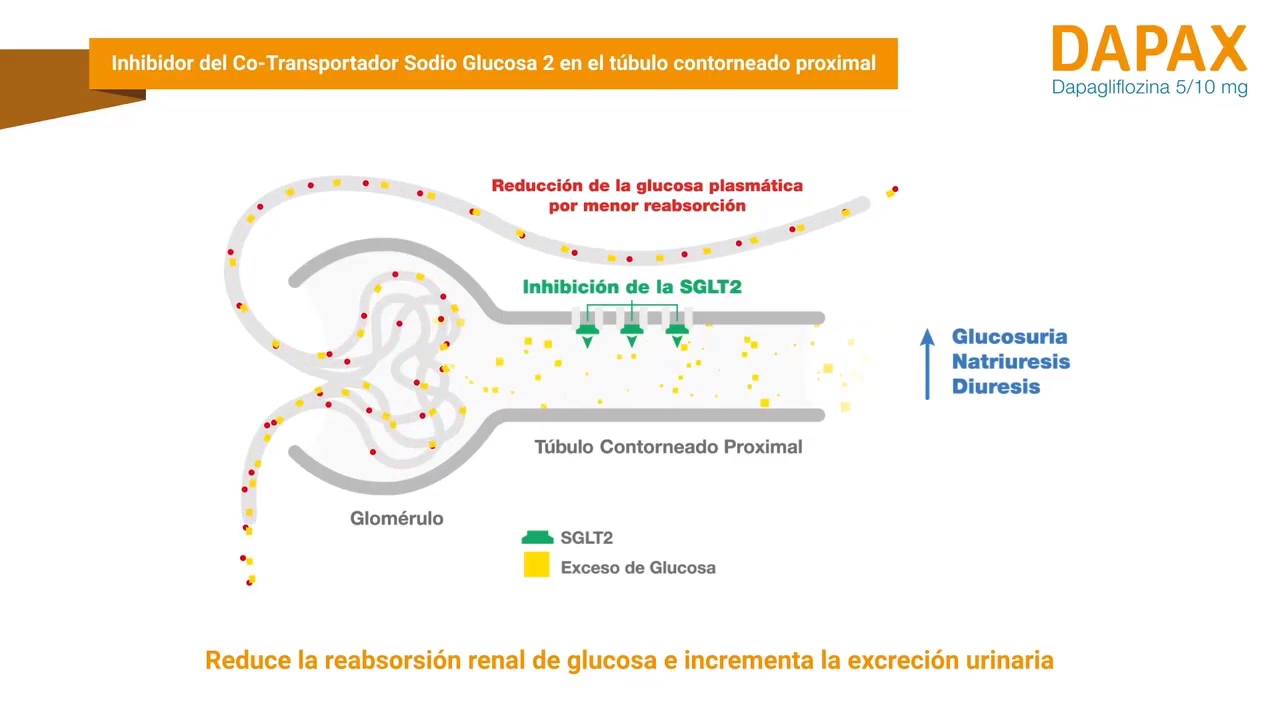 Inhibidor del Co-Transportador Sodio Glucosa 2 en el túbulo contorneado proximal
DAPAX
Dapagliflozina 5/10 mg
Reducción de la glucosa plasmática
por menor reabsorción
Inhibición de la SGLT2
Glucosuria
Natriuresis
Diuresis
Túbulo Contorneado Proximal
Glomérulo
SGLT2
Exceso de Glucosa
Reduce la reabsorsión renal de glucosa e incrementa la excreción urinaria